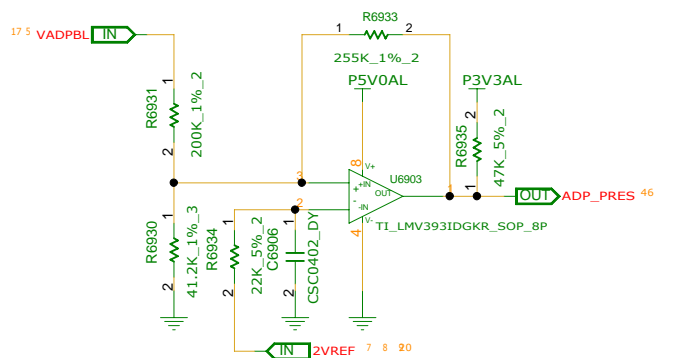 R6933
1 2
255K_1%_2
17 5 VADPBL IN
P5V0AL
P3V3AL
1
R6931
200K_1%_2
2
2
R6935
47K_5%_2
1
8
V+
U6903
3
+
+IN
OUT
1
OUT ADP_PRES 46
2
-
-IN
V-
4
TI_LMV393IDGKR_SOP_8P
1
R6930
41.2K_1%_3
2
1
R6934
22K_5%_2
2
C6906
1
CSC0402_DY
2
IN 2VREF 7 8 9